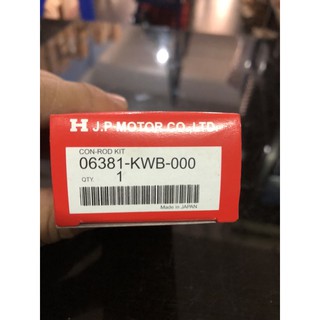 H J.P MOTOR CO.,LTD.
CON-ROD KIT
06381-KWB-000
QTY. 1
Made in JAPAN